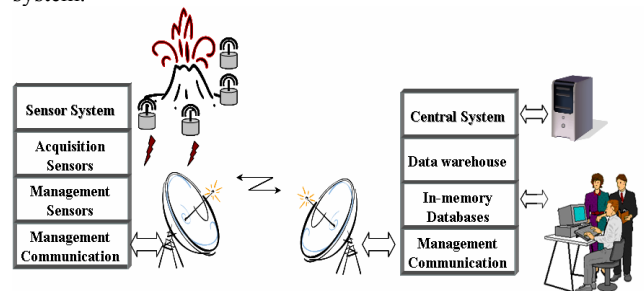 system.
Sensor System
Acquisition
Sensors
Management
Sensors
Management
Communication
Central System
Data warehouse
In-memory
Databases
Management
Communication